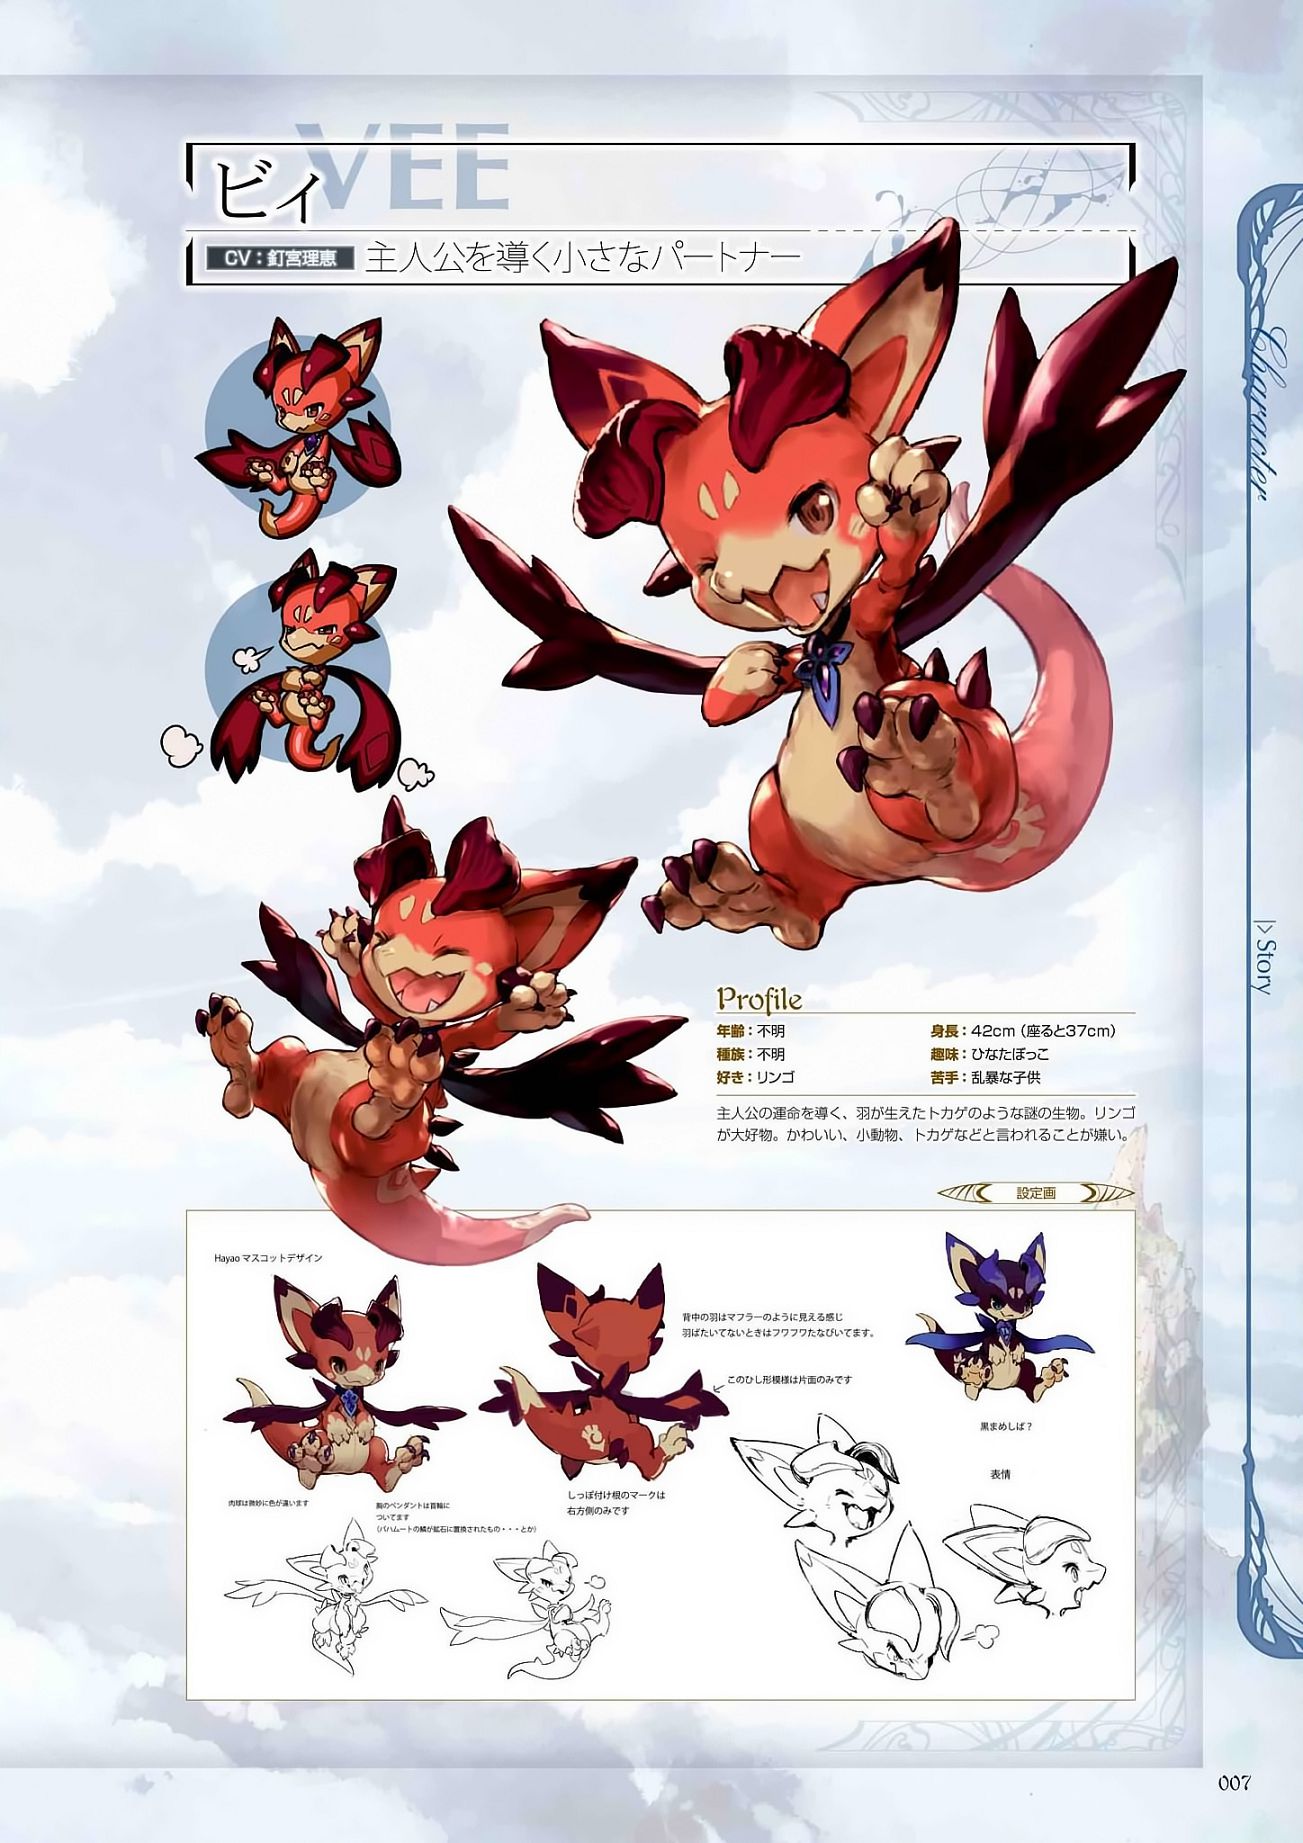 VEE
ビィ
CV：釘宮理恵
主人公を導く小さなパートナー
Character
Story
Profile
年齢：不明
身長：42cm（座ると37cm）
種族：不明
趣味：ひなたぼっこ
好き：リンゴ
苦手：乱暴な子供
主人公の運命を導く、羽が生えたトカゲのような謎の生物。リンゴ
が大好物。かわいい、小動物、トカゲなどと言われることが嫌い。
設定画
Hayao マスコットデザイン
背中の羽はマフラーのように見える感じ
羽ばたいてないときはフワフワたなびいてます。
このひし形模様は片面のみです
黒まめしば？
表情
しっぽ付け根のマークは
右方側のみです
肉球は微妙に色が違います
胸のペンダントは首輪に
ついてます
（バハムートの鱗が鉱石に置換されたもの・・・とか）
007